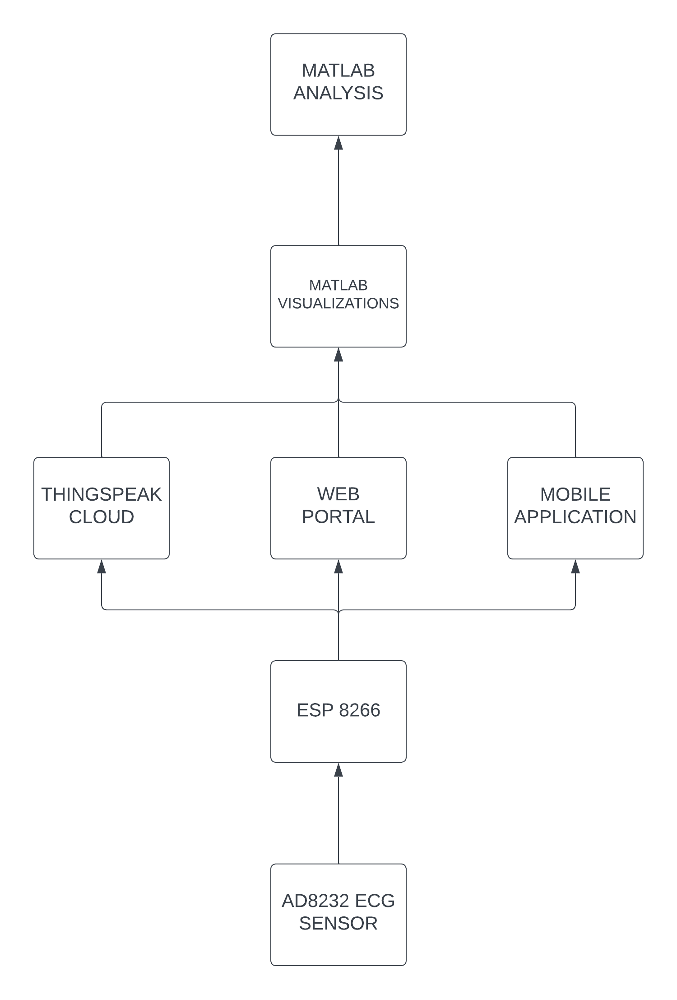 MATLAB
ANALYSIS
MATLAB
VISUALIZATIONS
THINGSPEAK
CLOUD
WEB
PORTAL
MOBILE
APPLICATION
ESP 8266
AD8232 ECG
SENSOR